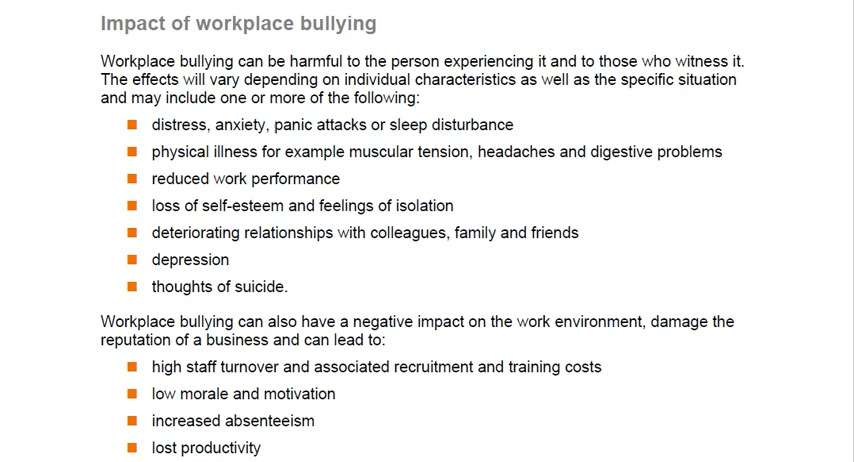 Impact of workplace bullying
Workplace bullying can be harmful to the person experiencing it and to those who witness it.
The effects will vary depending on individual characteristics as well as the specific situation
and may include one or more of the following:
distress, anxiety, panic attacks or sleep disturbance
physical illness for example muscular tension, headaches and digestive problems
reduced work performance
loss of self-esteem and feelings of isolation
deteriorating relationships with colleagues, family and friends
depression
thoughts of suicide.
Workplace bullying can also have a negative impact on the work environment, damage the
reputation of a business and can lead to:
high staff turnover and associated recruitment and training costs
low morale and motivation
increased absenteeism
lost productivity